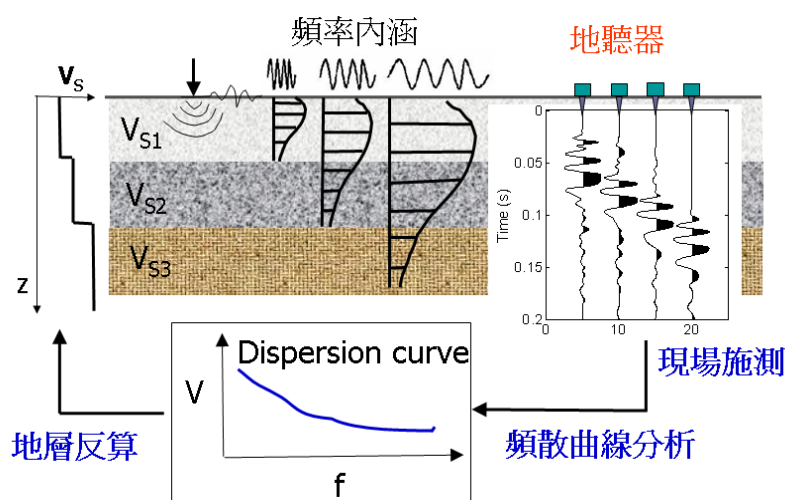 頻率內涵
地聽器
vs
VS1
VS2
VS3
z
0
0.05
0.1
0.15
0.2
Time (s)
0
10
20
現場施測
頻散曲線分析
Dispersion curve
V
f
地層反算